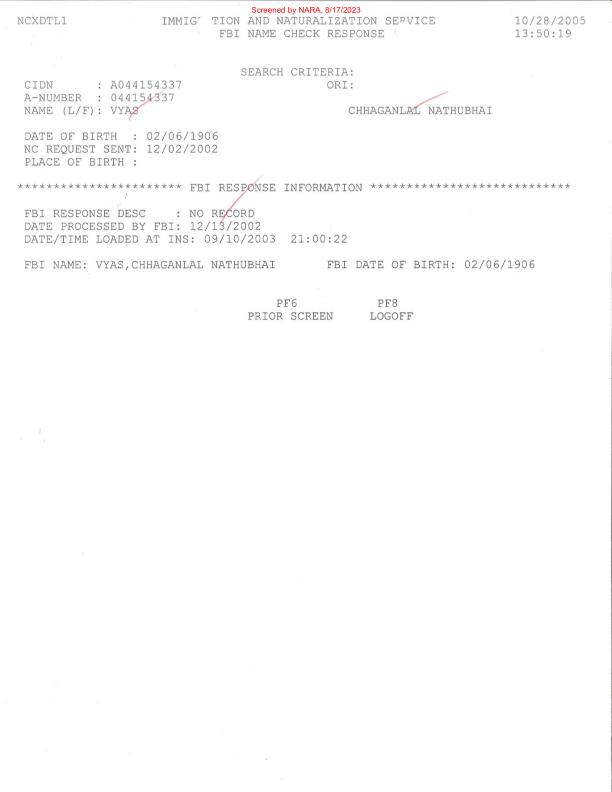 Screened by NARA, 8/17/2023
NCXDTL1 IMMIG TION AND NATURALIZATION SERVICE 10/28/2005
FBI NAME CHECK RESPONSE 13:50:19
SEARCH CRITERIA:
CIDN : A044154337 ORI:
A-NUMBER : 044154337
NAME (L/F): VYAS CHHAGANLAL NATHUBHAI
DATE OF BIRTH : 02/06/1906
NC REQUEST SENT: 12/02/2002
PLACE OF BIRTH :
*********************** FBI RESPONSE INFORMATION ****************************
FBI RESPONSE DESC : NO RECORD
DATE PROCESSED BY FBI: 12/13/2002
DATE/TIME LOADED AT INS: 09/10/2003 21:00:22
FBI NAME: VYAS,CHHAGANLAL NATHUBHAI FBI DATE OF BIRTH: 02/06/1906
PF6 PF8
PRIOR SCREEN LOGOFF